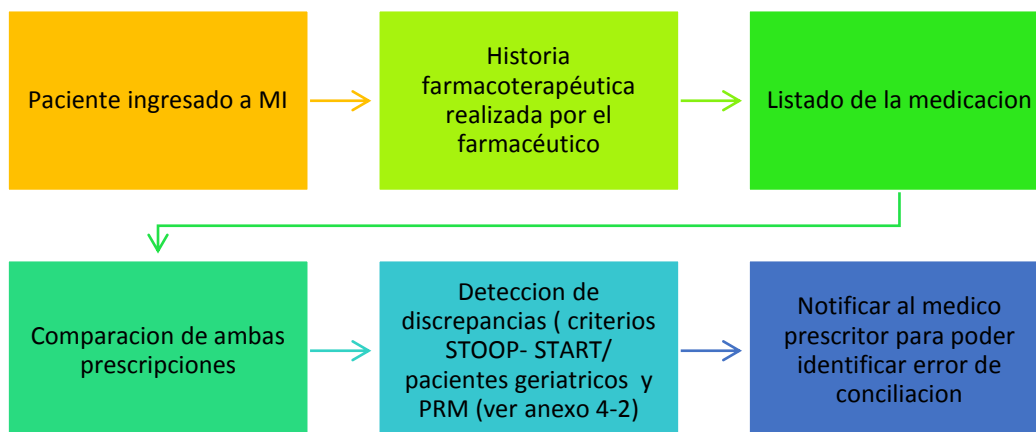 Paciente ingresado a MI
Historia
farmacoterapéutica
realizada por el
farmacéutico
Listado de la medicacion
Comparacion de ambas
prescripciones
Deteccion de
discrepancias ( criterios
STOOP- START/
pacientes geriatricos y
PRM (ver anexo 4-2)
Notificar al medico
prescritor para poder
identificar error de
conciliacion